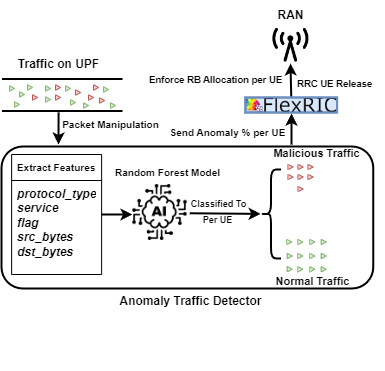 RAN
Traffic on UPF
Enforce RB Allocation per UE
RRC UE Release
FlexRIC
Packet Manipulation
Send Anomaly % per UE
Malicious Traffic
Extract Features
Random Forest Model
protocol_type
service
flag
src_bytes
dst_bytes
AI
Classified To
Per UE
Normal Traffic
Anomaly Traffic Detector